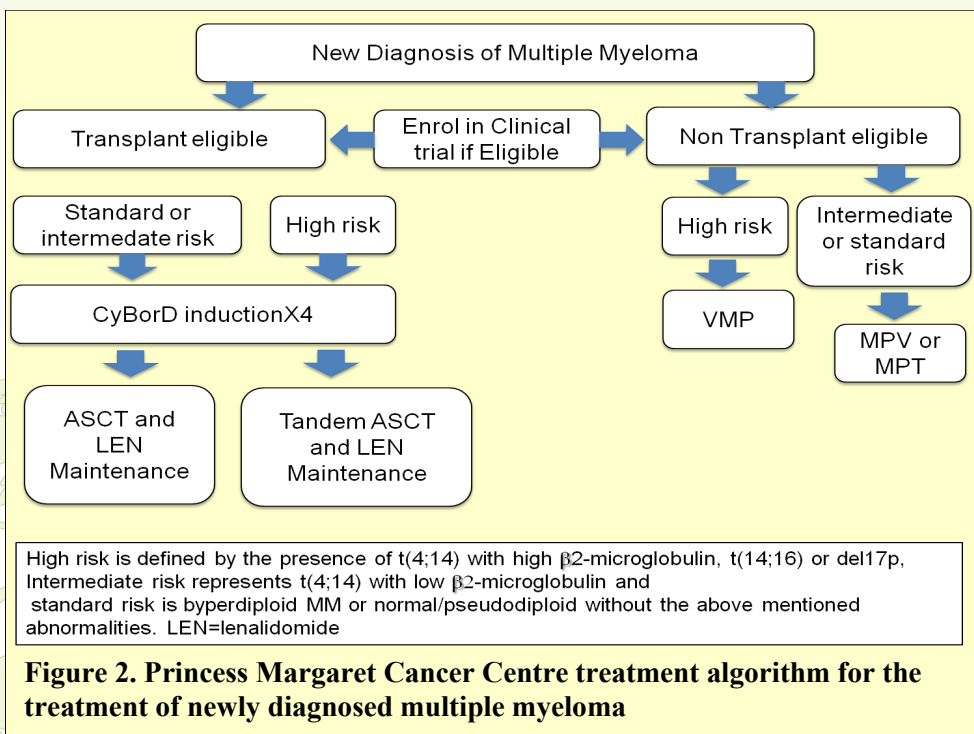 New Diagnosis of Multiple Myeloma
Transplant eligible
Enrol in Clinical
trial if Eligible
Non Transplant eligible
Standard or
intermedate risk
High risk
High risk
Intermediate
or standard
risk
CyBorD inductionX4
VMP
MPV or
MPT
ASCT and
LEN
Maintenance
Tandem ASCT
and LEN
Maintenance
High risk is defined by the presence of t(4;14) with high β2-microglobulin, t(14;16) or del17p,
Intermediate risk represents t(4;14) with low β2-microglobulin and
standard risk is byperdiploid MM or normal/pseudodiploid without the above mentioned
abnormalities. LEN=lenalidomide
Figure 2. Princess Margaret Cancer Centre treatment algorithm for the
treatment of newly diagnosed multiple myeloma